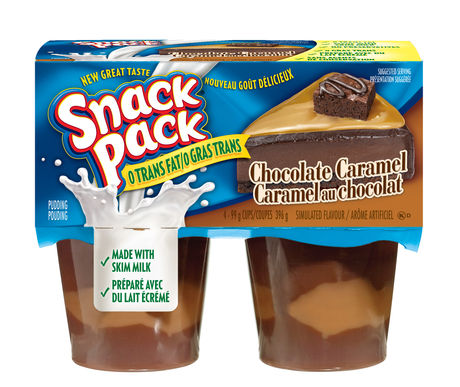 NEW GREAT TASTE
NOUVEAU GOÛT DÉLICIEUX
Snack
Pack
0 TRANS FAT/0 GRAS TRANS
SUGGESTED SERVING
PRÉSENTATION SUGGÉRÉE
Chocolate Caramel
Caramel au chocolat
PUDDING
POUDING
4 - 99 g CUPS/COUPES 396 g
SIMULATED FLAVOUR / ARÔME ARTIFICIEL
MADE WITH
SKIM MILK
PRÉPARÉ AVEC
DU LAIT ÉCRÉMÉ